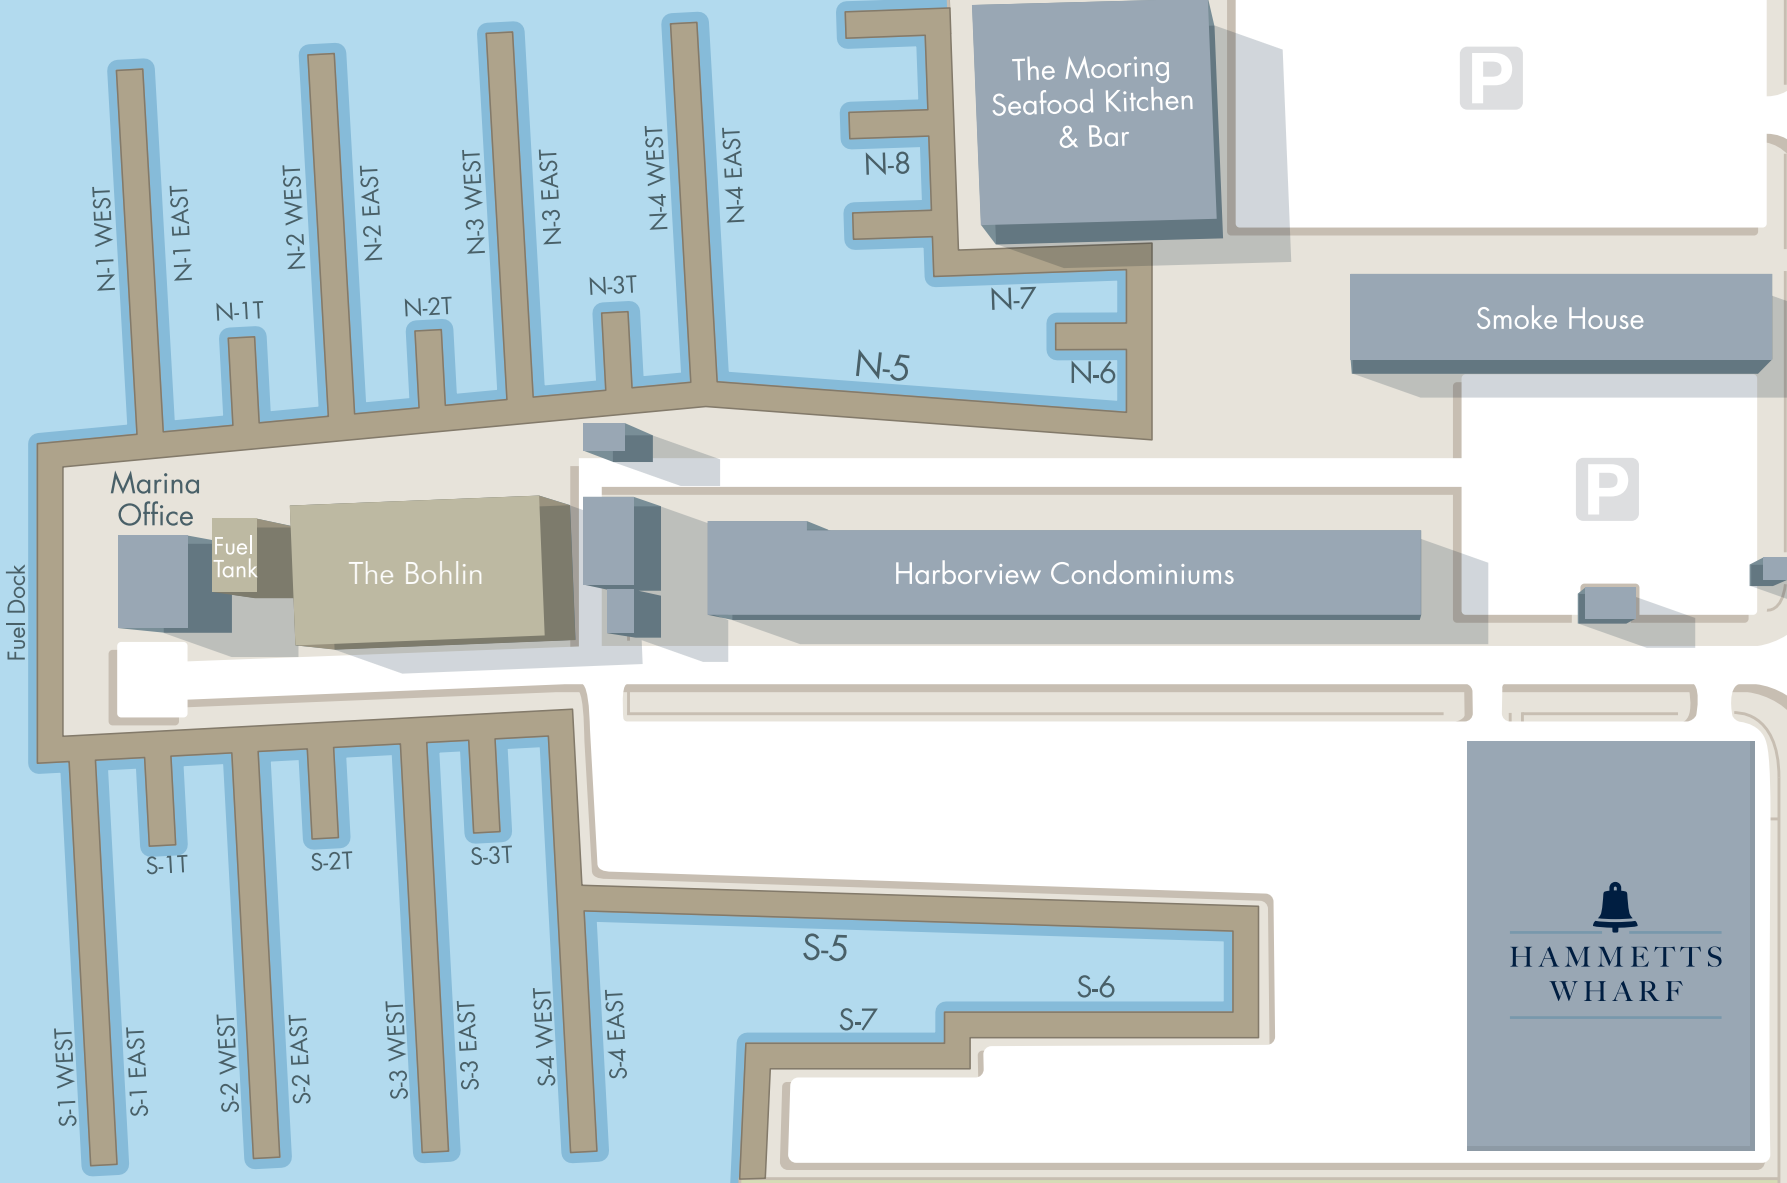 The Mooring
Seafood Kitchen
& Bar
P
N-8
N-1 WEST
N-1 EAST
N-2 WEST
N-2 EAST
N-3 WEST
N-3 EAST
N-4 WEST
N-4 EAST
N-1T
N-2T
N-3T
N-7
N-5
N-6
Smoke House
Marina
Office
Fuel
Tank
The Bohlin
Harborview Condominiums
P
Fuel Dock
S-1T
S-2T
S-3T
S-5
S-6
S-7
S-1 WEST
S-1 EAST
S-2 WEST
S-2 EAST
S-3 WEST
S-3 EAST
S-4 WEST
S-4 EAST
HAMMETTS
WHARF